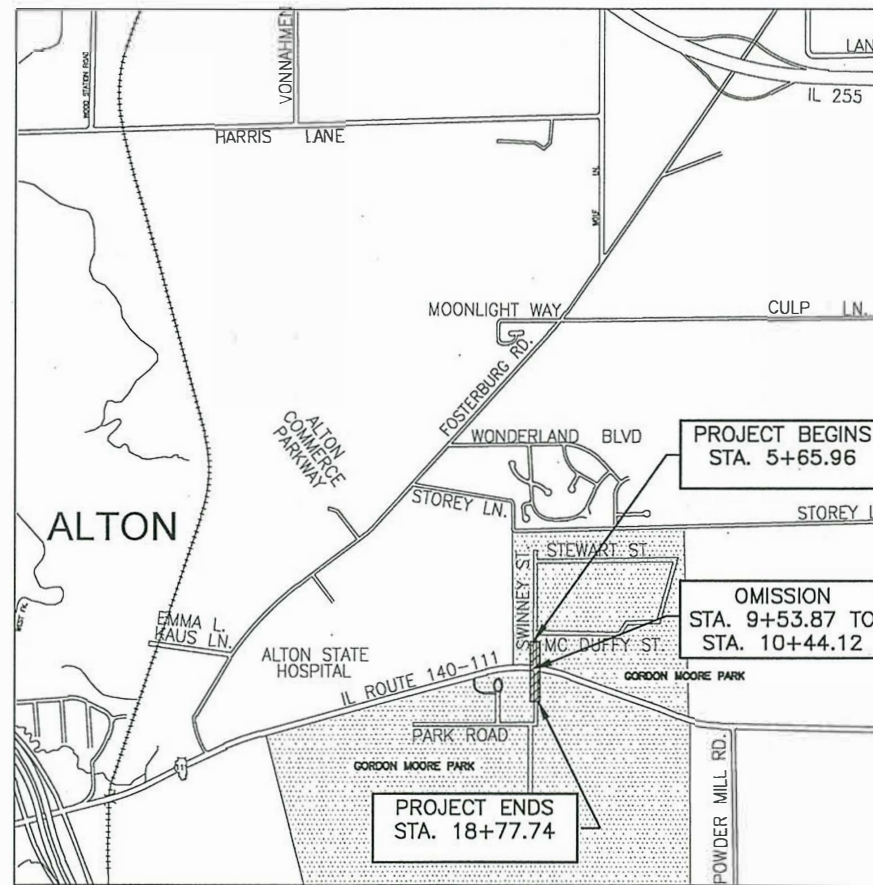 WOOD STATION ROAD
VONNAHMEN
LAN
IL 255
HARRIS LANE
WOLF LN.
MOONLIGHT WAY
CULP LN.
FOSTERBURG RD.
ALTON
COMMERCE
PARKWAY
WONDERLAND BLVD
PROJECT BEGINS
STA. 5+65.96
STOREY LN.
STOREY L
ALTON
SWINNEY ST.
STEWART ST.
OMISSION
STA. 9+53.87 TO
STA. 10+44.12
EMMA L.
KAUS LN.
MC DUFFY ST.
ALTON STATE
HOSPITAL
IL ROUTE 140-111
GORDON MOORE PARK
PARK ROAD
GORDON MOORE PARK
POWDER MILL RD.
PROJECT ENDS
STA. 18+77.74